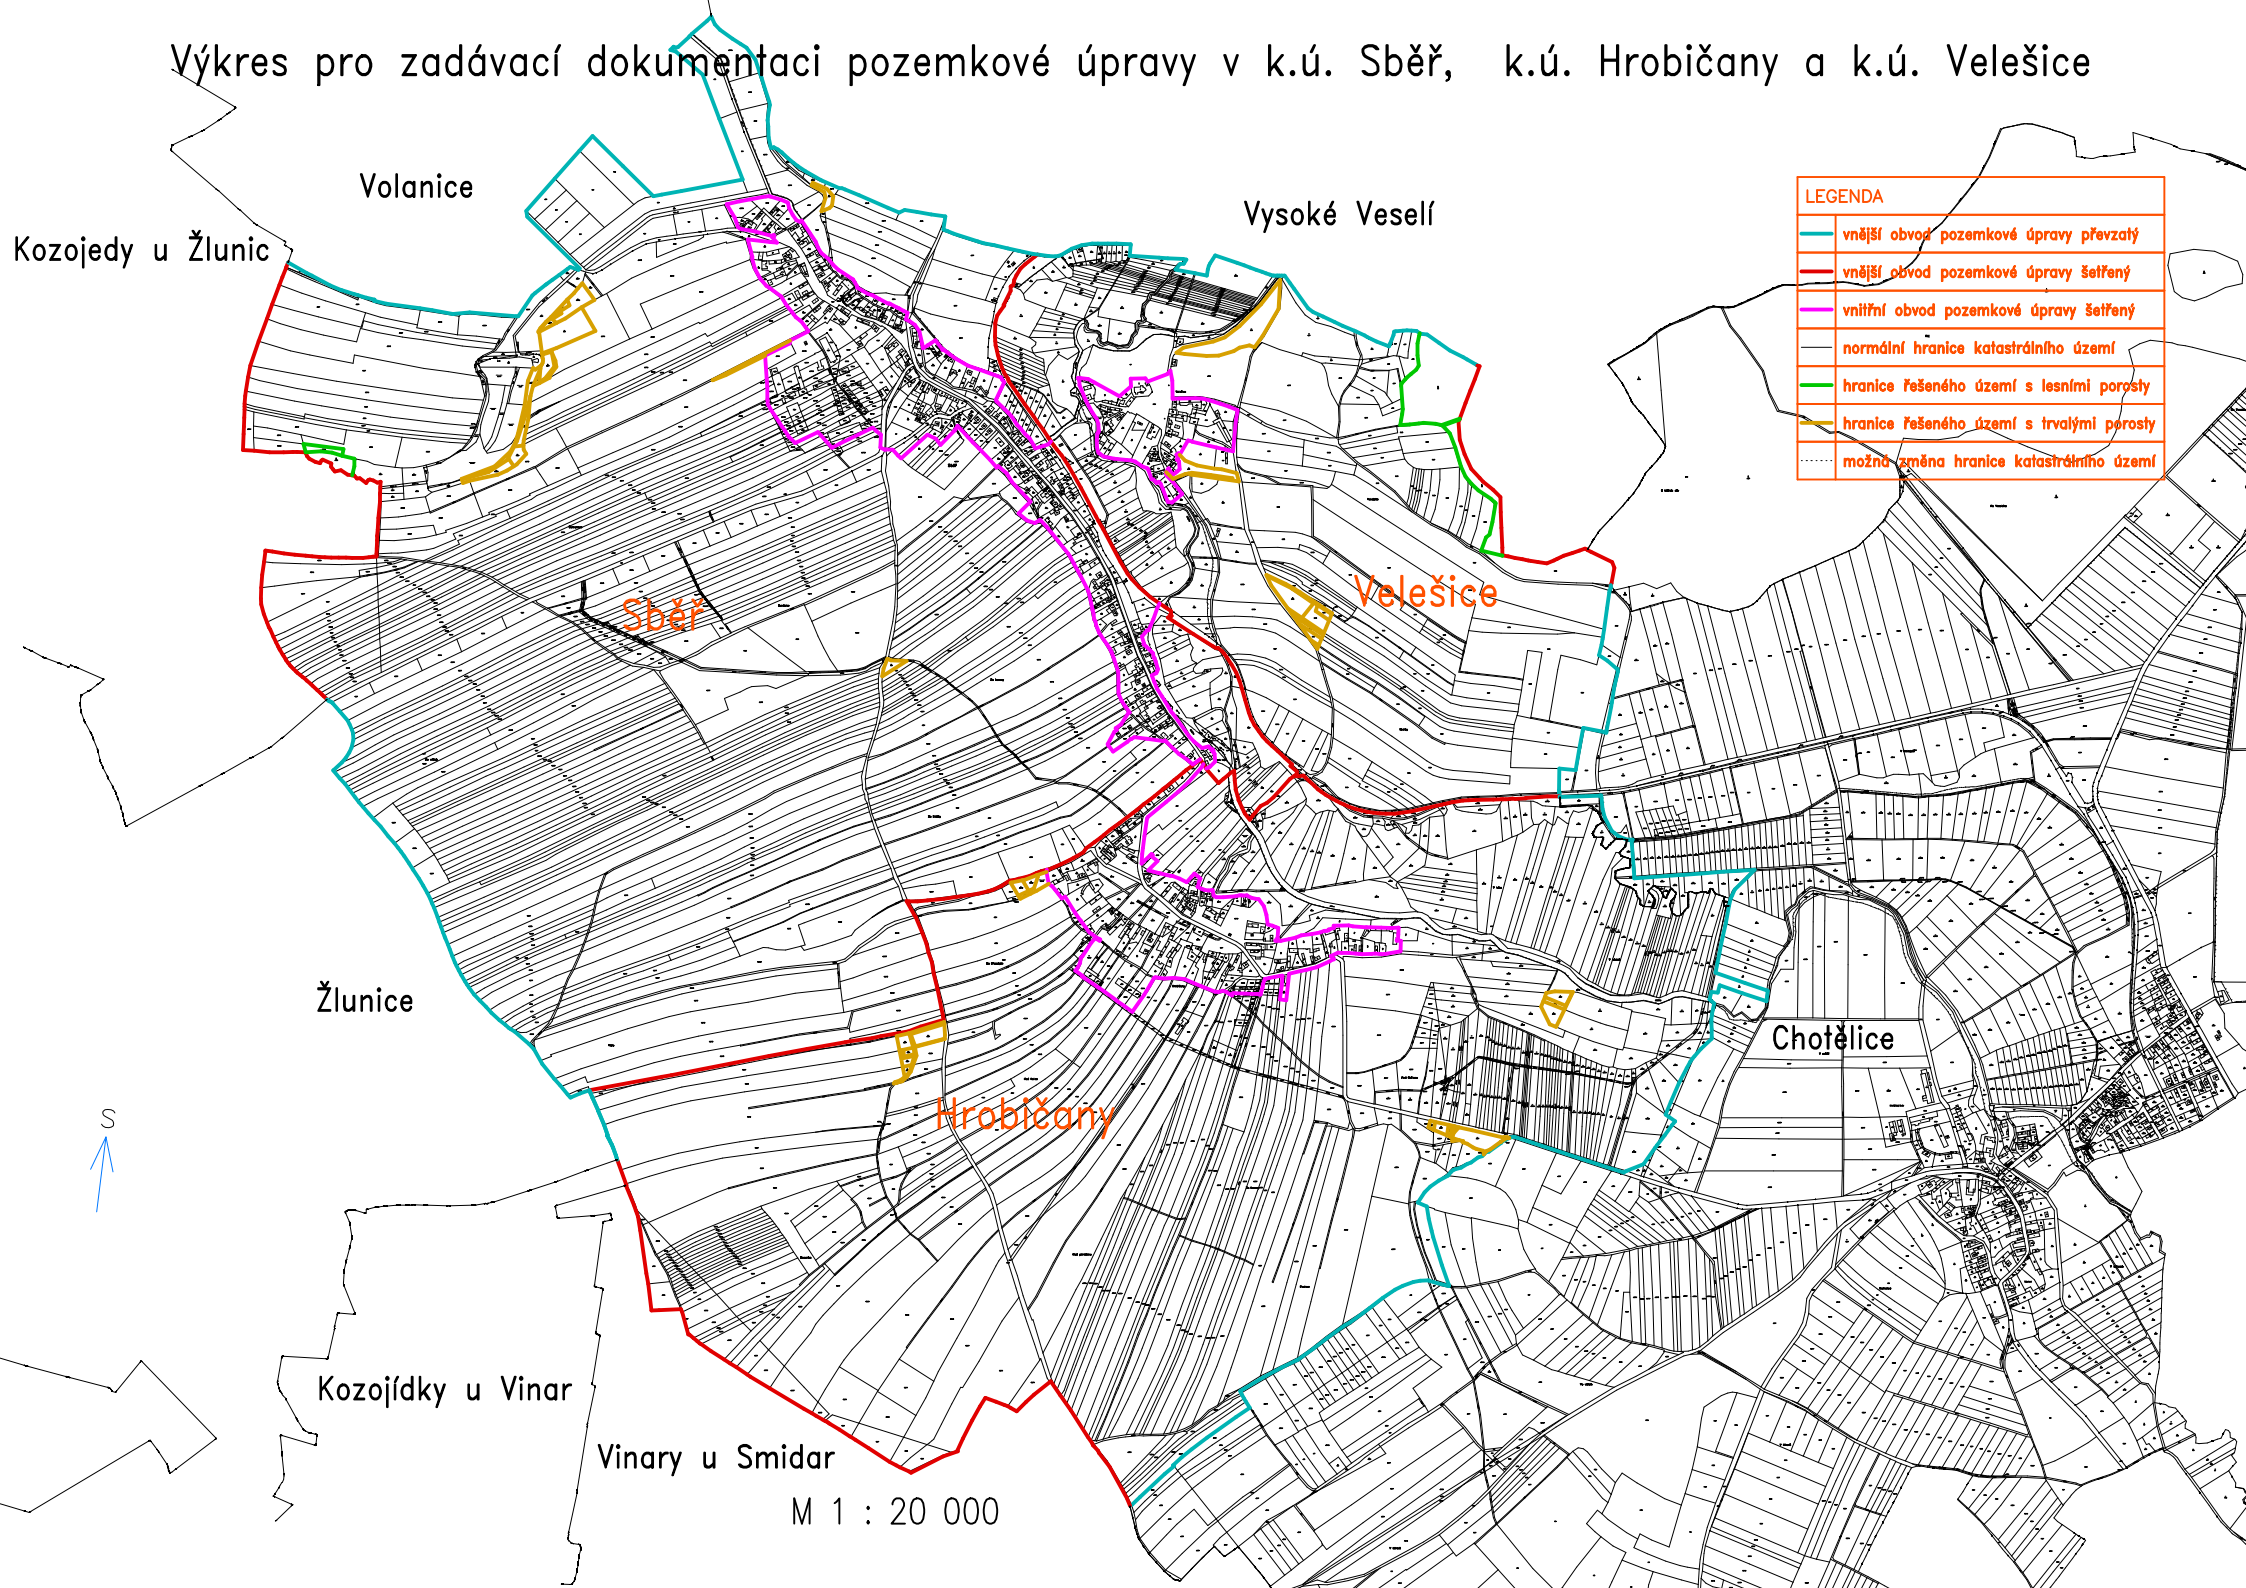 Výkres pro zadávací dokumentaci pozemkové úpravy v k.ú. Sběř, k.ú. Hrobičany a k.ú. Velešice
Volanice
Vysoké Veselí
Kozojedy u Žlunic
LEGENDA
vnější obvod pozemkové úpravy převzatý
vnější obvod pozemkové úpravy šetřený
vnitřní obvod pozemkové úpravy šetřený
normální hranice katastrálního území
hranice řešeného území s lesními porosty
hranice řešeného území s trvalými porosty
možná změna hranice katastrálního území
Velešice
Sběř
Žlunice
Chotělice
S
Hrobičany
Kozojídky u Vinar
Vinary u Smidar
M 1 : 20 000